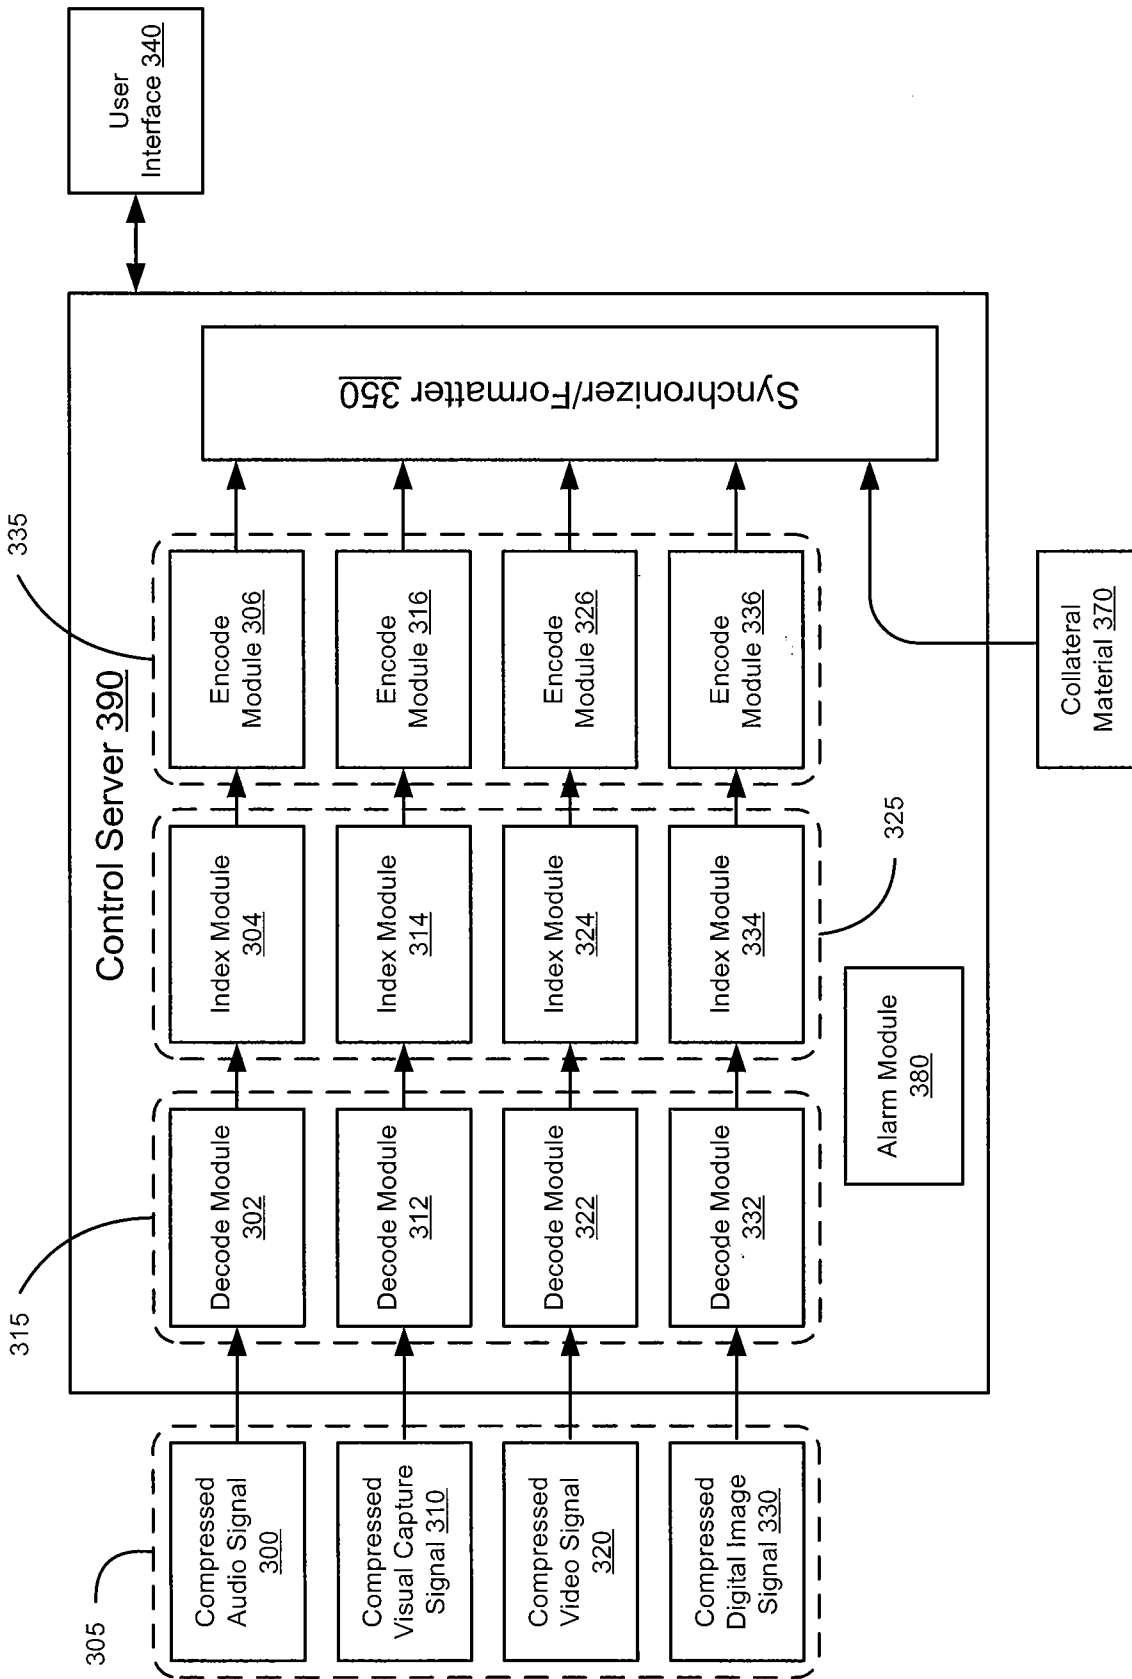 305
Compressed
Audio Signal
300
Compressed
Visual Capture
Signal 310
Compressed
Video Signal
320
Compressed
Digital Image
Signal 330
315
Decode Module
302
Decode Module
312
Decode Module
322
Decode Module
332
Control Server 390
Index Module
304
Index Module
314
Index Module
324
Index Module
334
325
Alarm Module
380
335
Encode
Module 306
Encode
Module 316
Encode
Module 326
Encode
Module 336
Synchronizer/Formatter 350
Collateral
Material 370
User
Interface 340